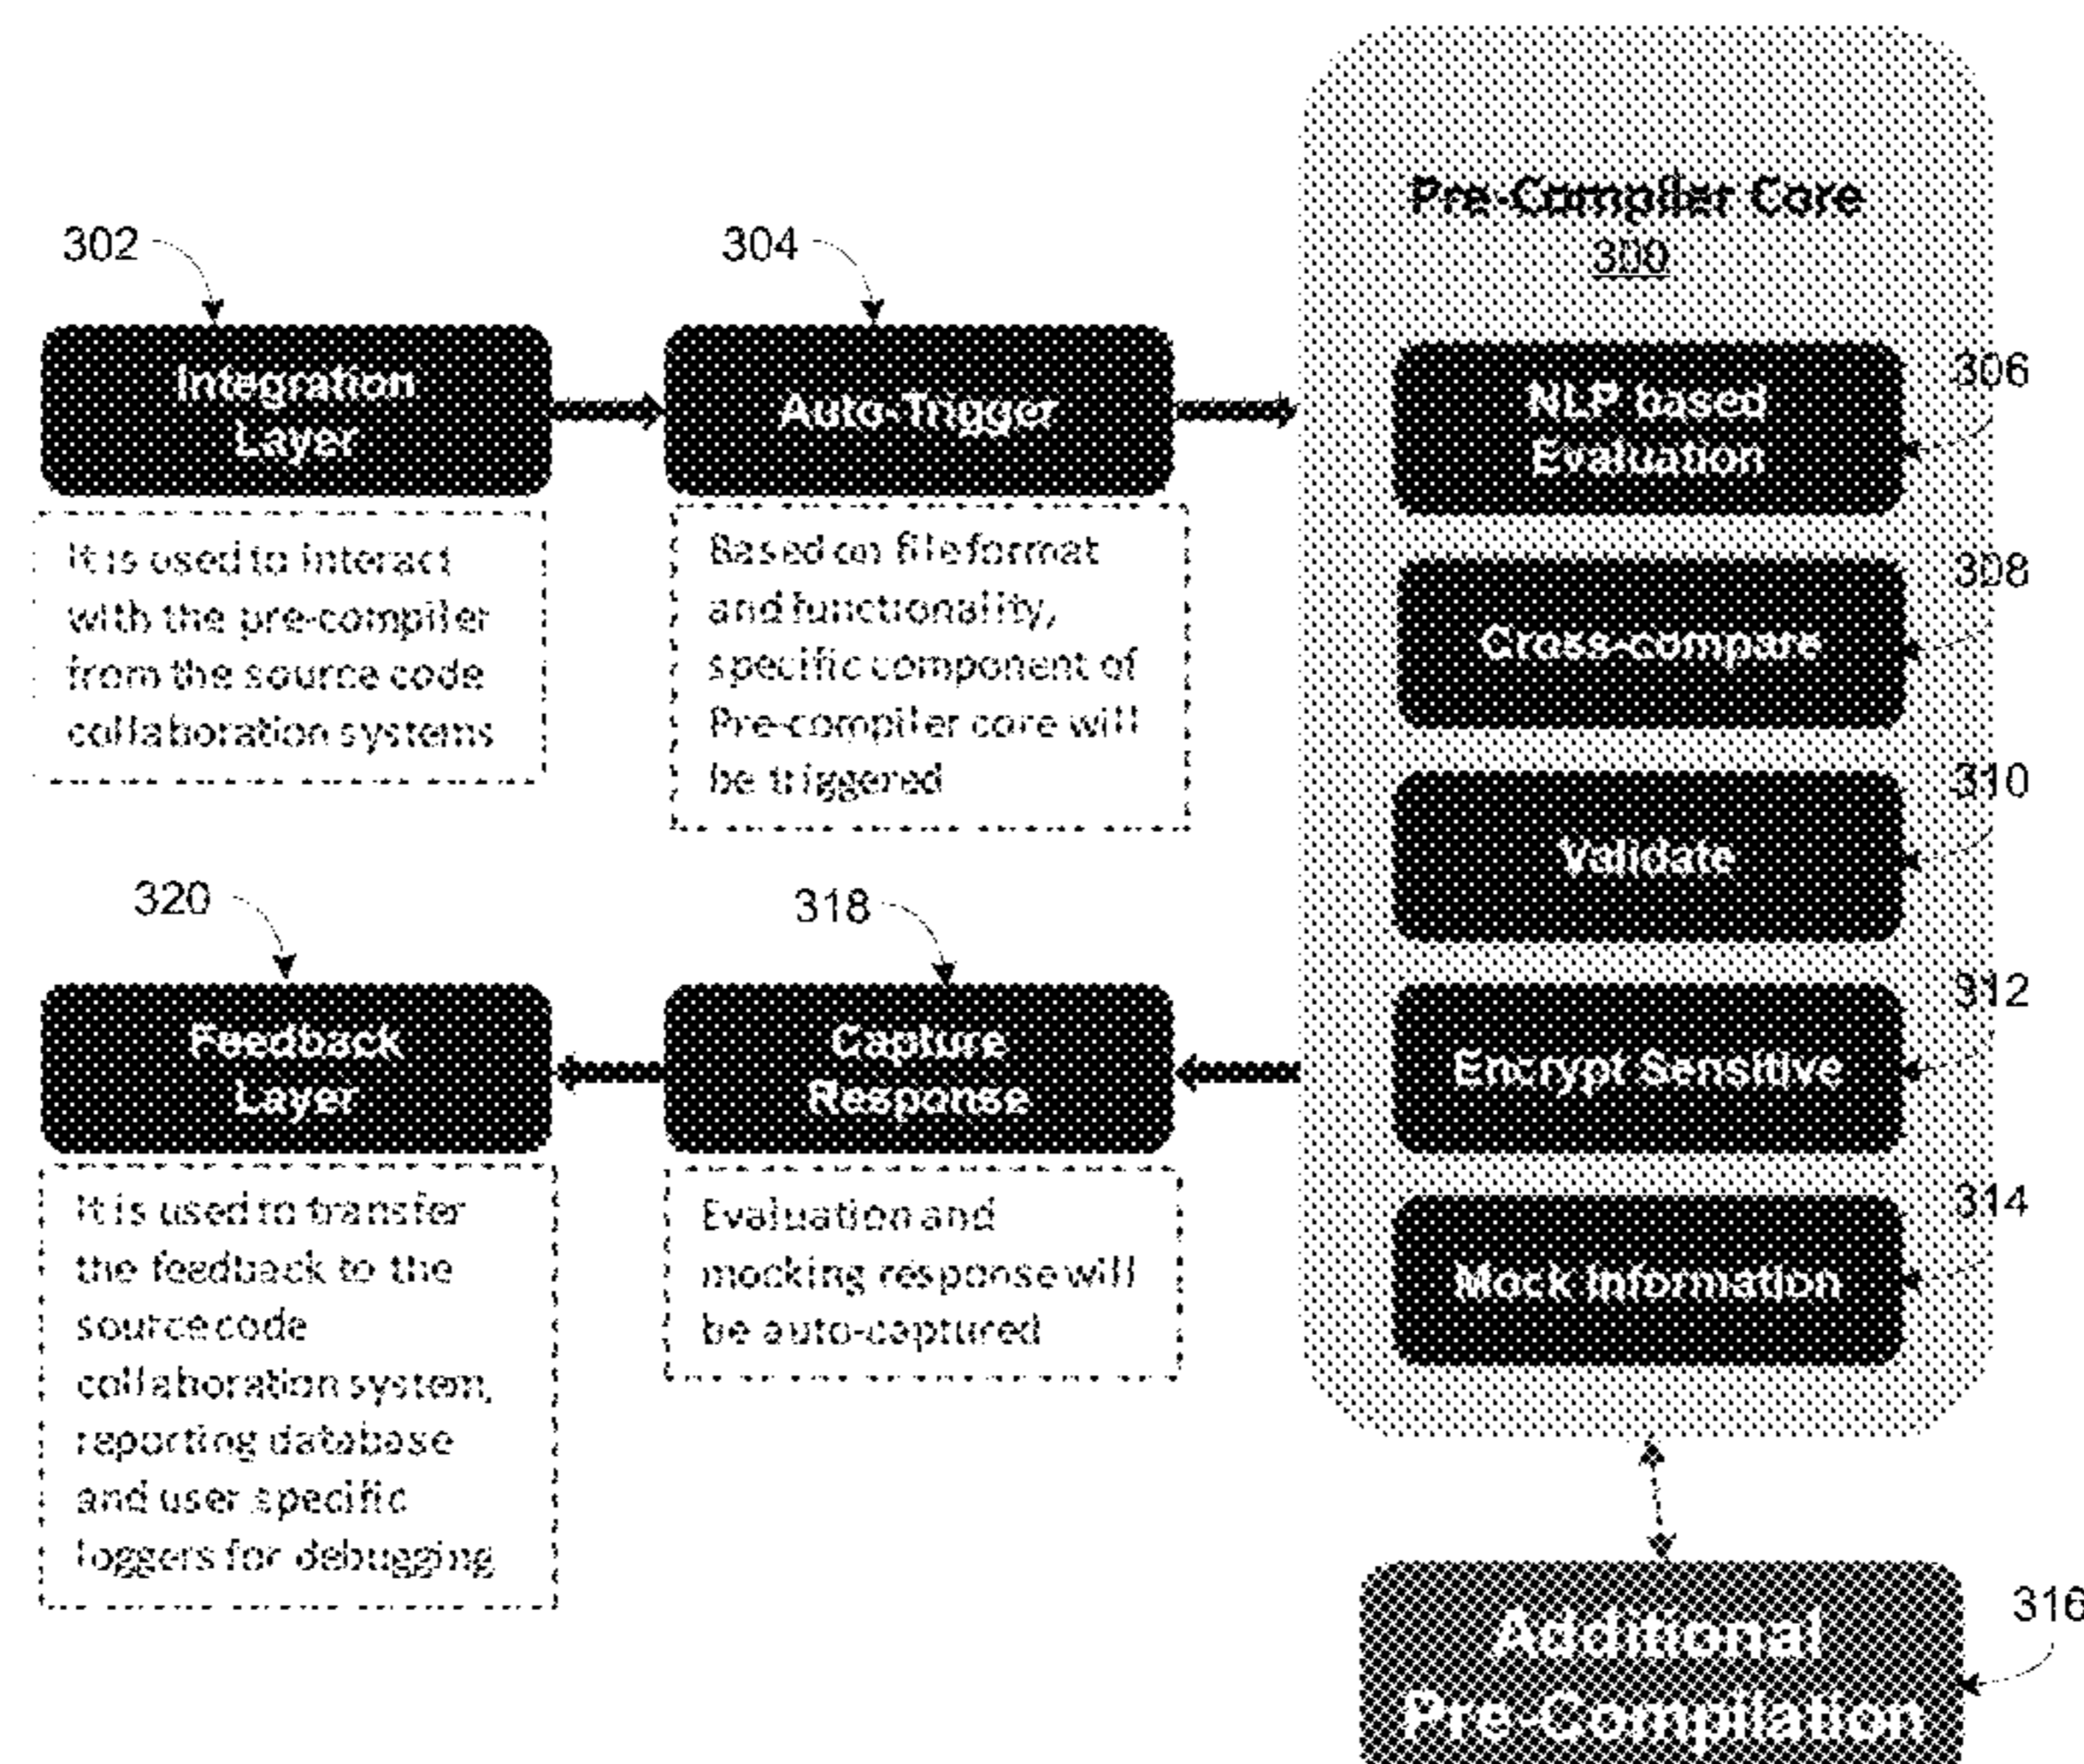 Pre-Compiler Core
300
302
Integration
Layer
It is used to interact
with the pre-compiler
from the source code
collaboration systems
304
Auto-Trigger
Based on file format
and functionality,
specific component of
Pre-compiler core will
be triggered
306
NLP based
Evaluation
308
Cross-compare
310
Validate
312
Encrypt Sensitive
314
Mock Information
320
Feedback
Layer
It is used to transfer
the feedback to the
source code
collaboration system,
reporting database
and user specific
loggers for debugging
318
Capture
Response
Evaluation and
mocking response will
be auto-captured
316
Additional
Pre-Compilation